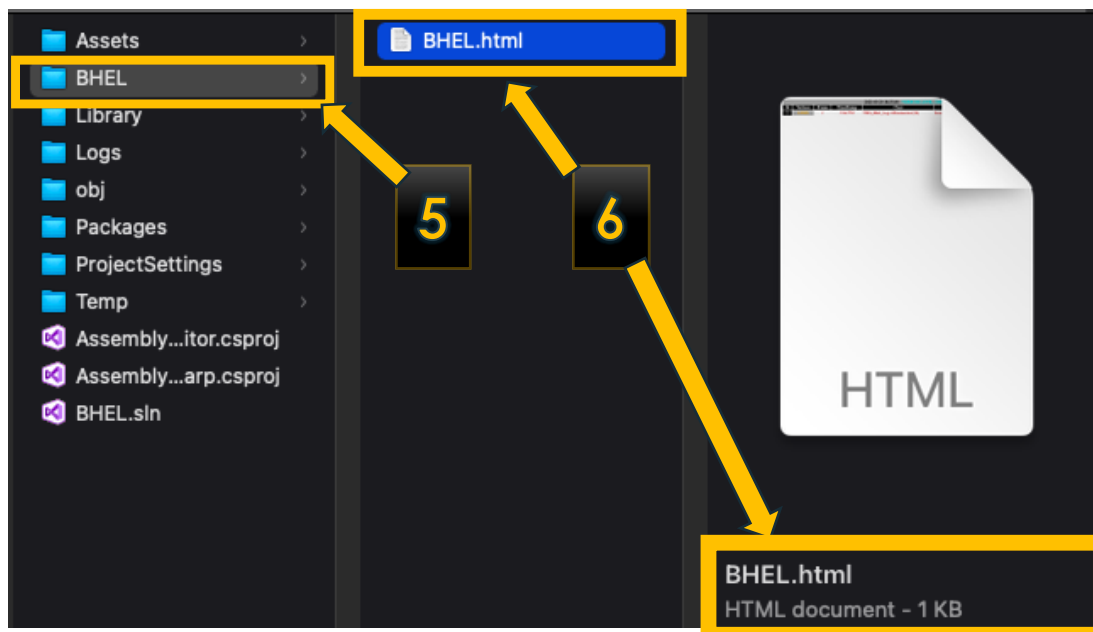 Assets
BHEL
Library
Logs
obj
Packages
ProjectSettings
Temp
Assembly...itor.csproj
Assembly...arp.csproj
BHEL.sln
BHEL.html
5
6
HTML
BHEL.html
HTML document - 1 KB